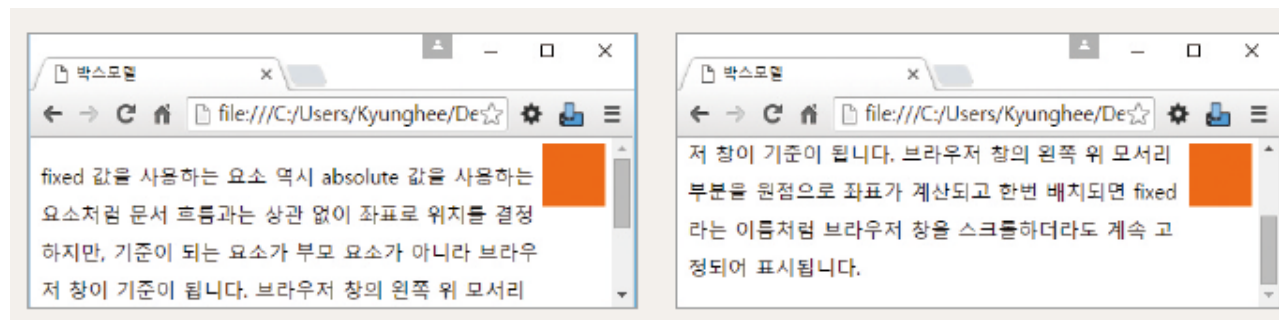 박스모델
file:///C:/Users/Kyunghee/De
fixed 값을 사용하는 요소 역시 absolute 값을 사용하는
요소처럼 문서 흐름과는 상관 없이 좌표로 위치를 결정
하지만, 기준이 되는 요소가 부모 요소가 아니라 브라우
저 창이 기준이 됩니다. 브라우저 창의 왼쪽 위 모서리
박스모델
file:///C:/Users/Kyunghee/De
저 창이 기준이 됩니다. 브라우저 창의 왼쪽 위 모서리
부분을 원점으로 좌표가 계산되고 한번 배치되면 fixed
라는 이름처럼 브라우저 창을 스크롤하더라도 계속 고
정되어 표시됩니다.